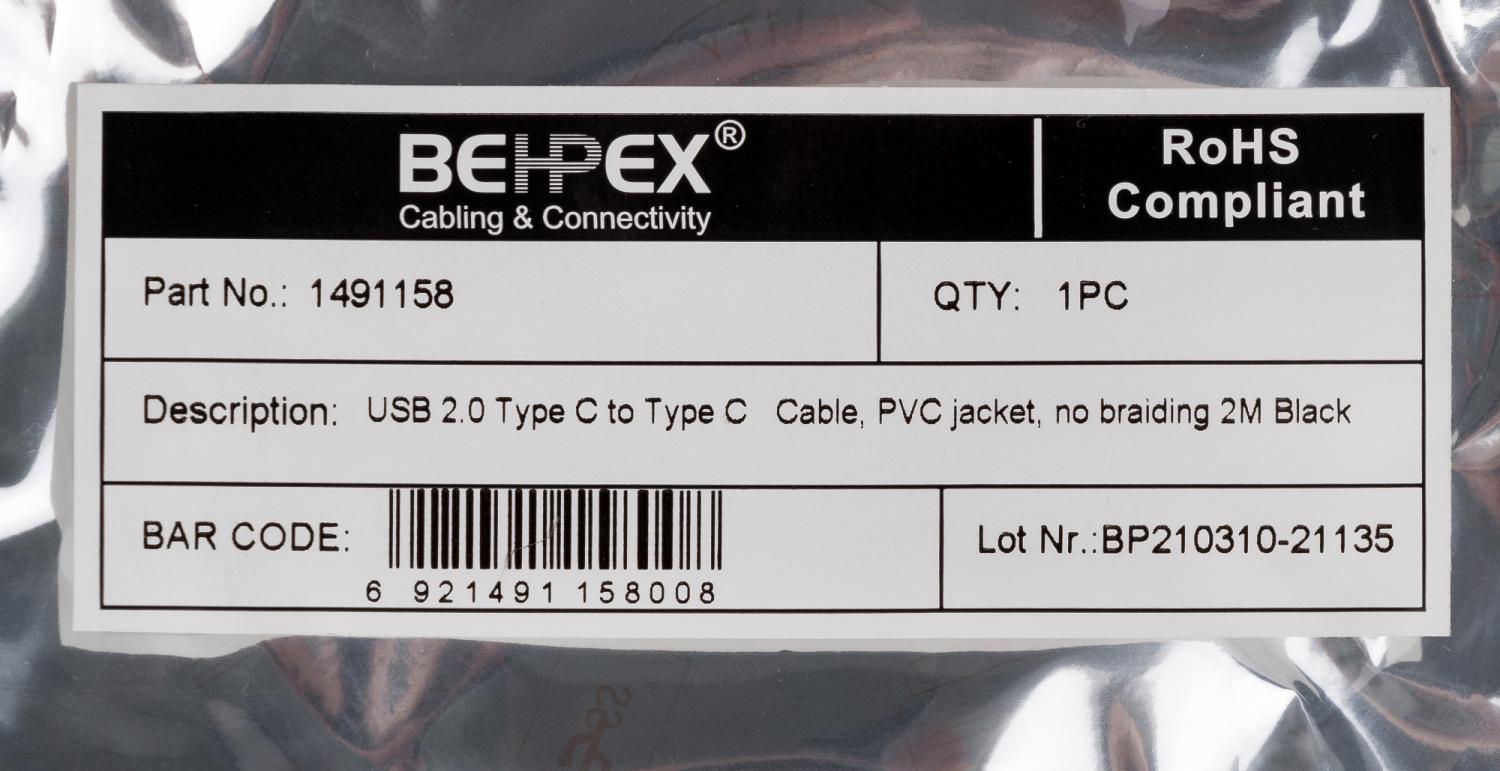 BEHPEX®
Cabling & Connectivity
RoHS
Compliant
Part No.: 1491158
QTY: 1PC
Description: USB 2.0 Type C to Type C Cable, PVC jacket, no braiding 2M Black
BAR CODE:
6 921491 158008
Lot Nr.:BP210310-21135